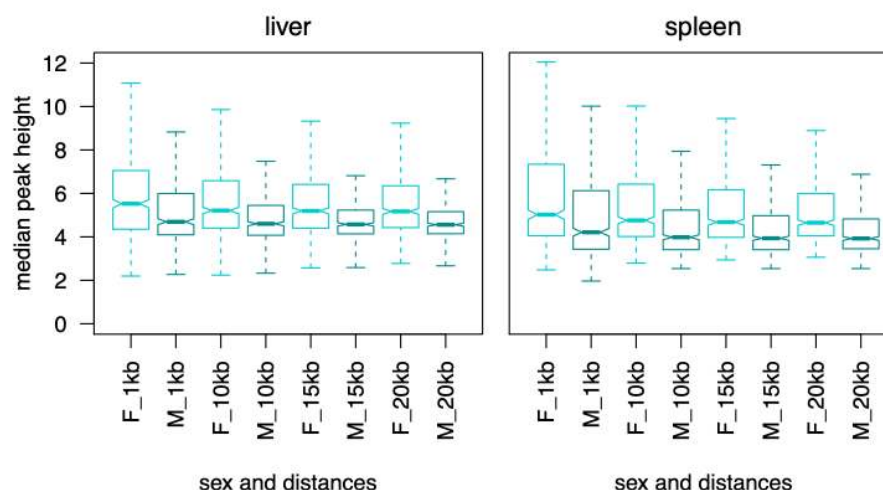 liver
spleen
median peak height
12
10
8
6
4
2
0
F_1kb
M_1kb
F_10kb
M_10kb
F_15kb
M_15kb
F_20kb
M_20kb
F_1kb
M_1kb
F_10kb
M_10kb
F_15kb
M_15kb
F_20kb
M_20kb
sex and distances
sex and distances